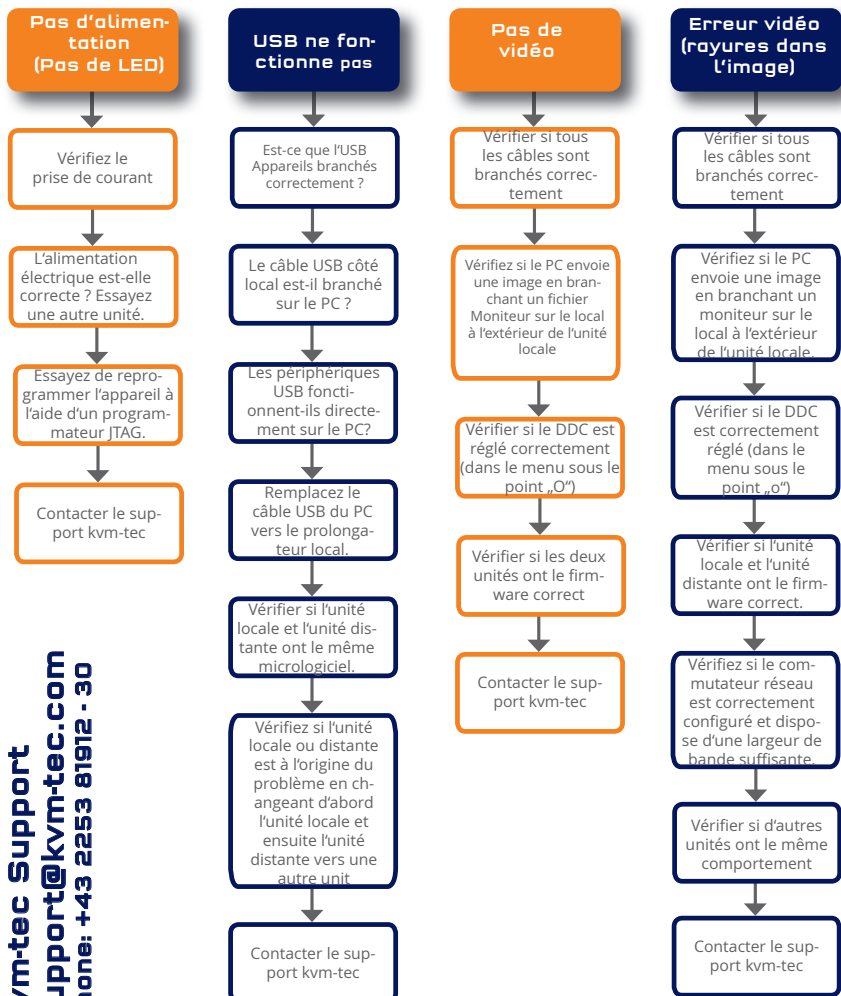 Pas d'alimen-
tation
(Pas de LED)
Vérifiez le
prise de courant
L'alimentation
électrique est-elle
correcte ? Essayez
une autre unité.
Essayez de repro-
grammer l'appareil à
l'aide d'un program-
mateur JTAG.
Contacter le sup-
port kvm-tec
USB ne fon-
ctionne pas
Est-ce que l'USB
Appareils branchés
correctement ?
Le câble USB côté
local est-il branché
sur le PC ?
Les périphériques
USB foncti-
onnent-ils directe-
ment sur le PC?
Remplacez le
câble USB du PC
vers le prolonga-
teur local.
Vérifier si l'unité
locale et l'unité dis-
tante ont le même
micrologiciel.
Vérifiez si l'unité
locale ou distante
est à l'origine du
problème en ch-
angeant d'abord
l'unité locale et
ensuite l'unité
distante vers une
autre unit
Contacter le sup-
port kvm-tec
Pas de
vidéo
Vérifier si tous
les câbles sont
branchés correc-
tement
Vérifiez si le PC envoie
une image en bran-
chant un fichier
Moniteur sur le local
à l'extérieur de l'unité
locale
Vérifier si le DDC est
réglé correctement
(dans le menu sous le
point „O“)
Vérifier si les deux
unités ont le firm-
ware correct
Contacter le sup-
port kvm-tec
Erreur vidéo
(rayures dans
l'image)
Vérifier si tous
les câbles sont
branchés correc-
tement
Vérifiez si le PC
envoie une image
en branchant un
moniteur sur le
local à l'extérieur
de l'unité locale.
Vérifier si le DDC
est correctement
réglé (dans le
menu sous le
point „o“)
Vérifier si l'unité
locale et l'unité
distante ont le firm-
ware correct.
Vérifiez si le com-
mutateur réseau
est correctement
configuré et dispo-
se d'une largeur de
bande suffisante.
Vérifier si d'autres
unités ont le même
comportement
Contacter le sup-
port kvm-tec
vm-tec Support
upport@kvm-tec.com
hone: +43 2253 81912 - 30